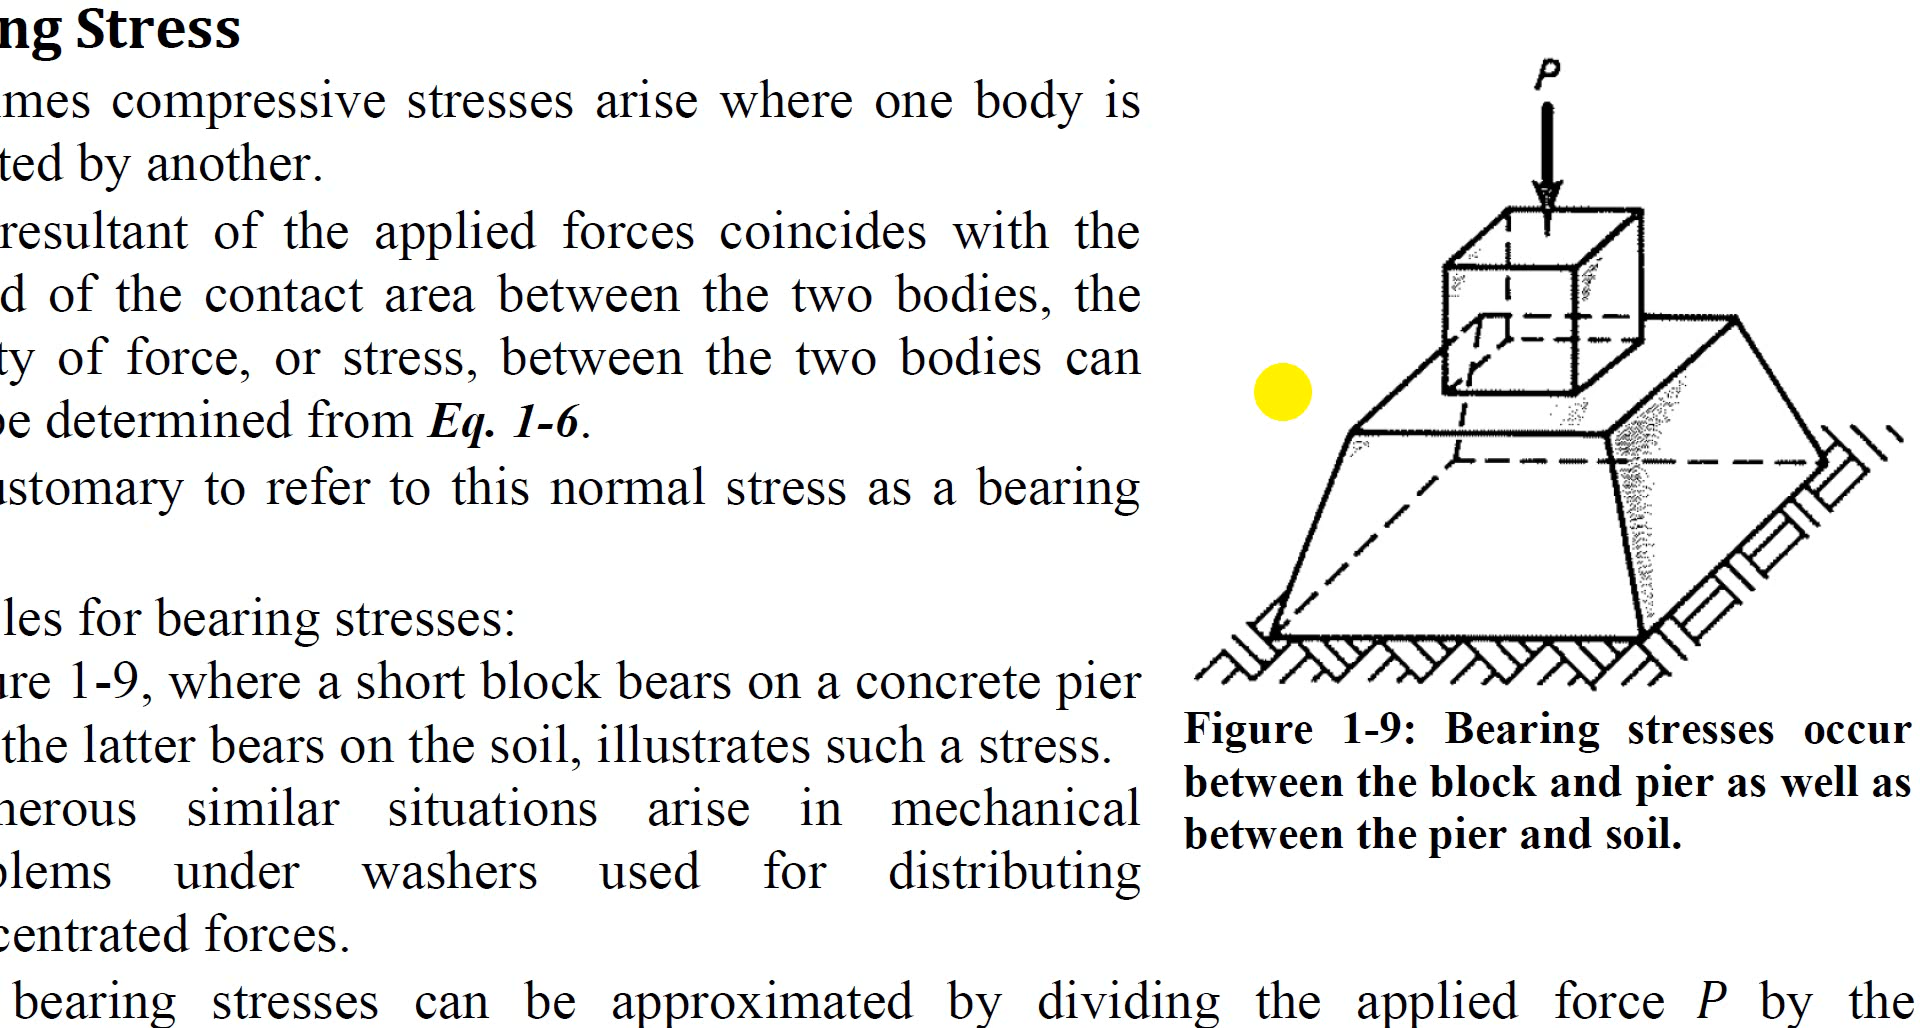 ng Stress
mes compressive stresses arise where one body is
ted by another.
resultant of the applied forces coincides with the
d of the contact area between the two bodies, the
ty of force, or stress, between the two bodies can
be determined from Eq. 1-6.
ustomary to refer to this normal stress as a bearing
les for bearing stresses:
ure 1-9, where a short block bears on a concrete pier
the latter bears on the soil, illustrates such a stress.
nerous similar situations arise in mechanical
blems under washers used for distributing
centrated forces.
bearing stresses can be approximated by dividing the applied force P by the
P
Figure 1-9: Bearing stresses occur
between the block and pier as well as
between the pier and soil.